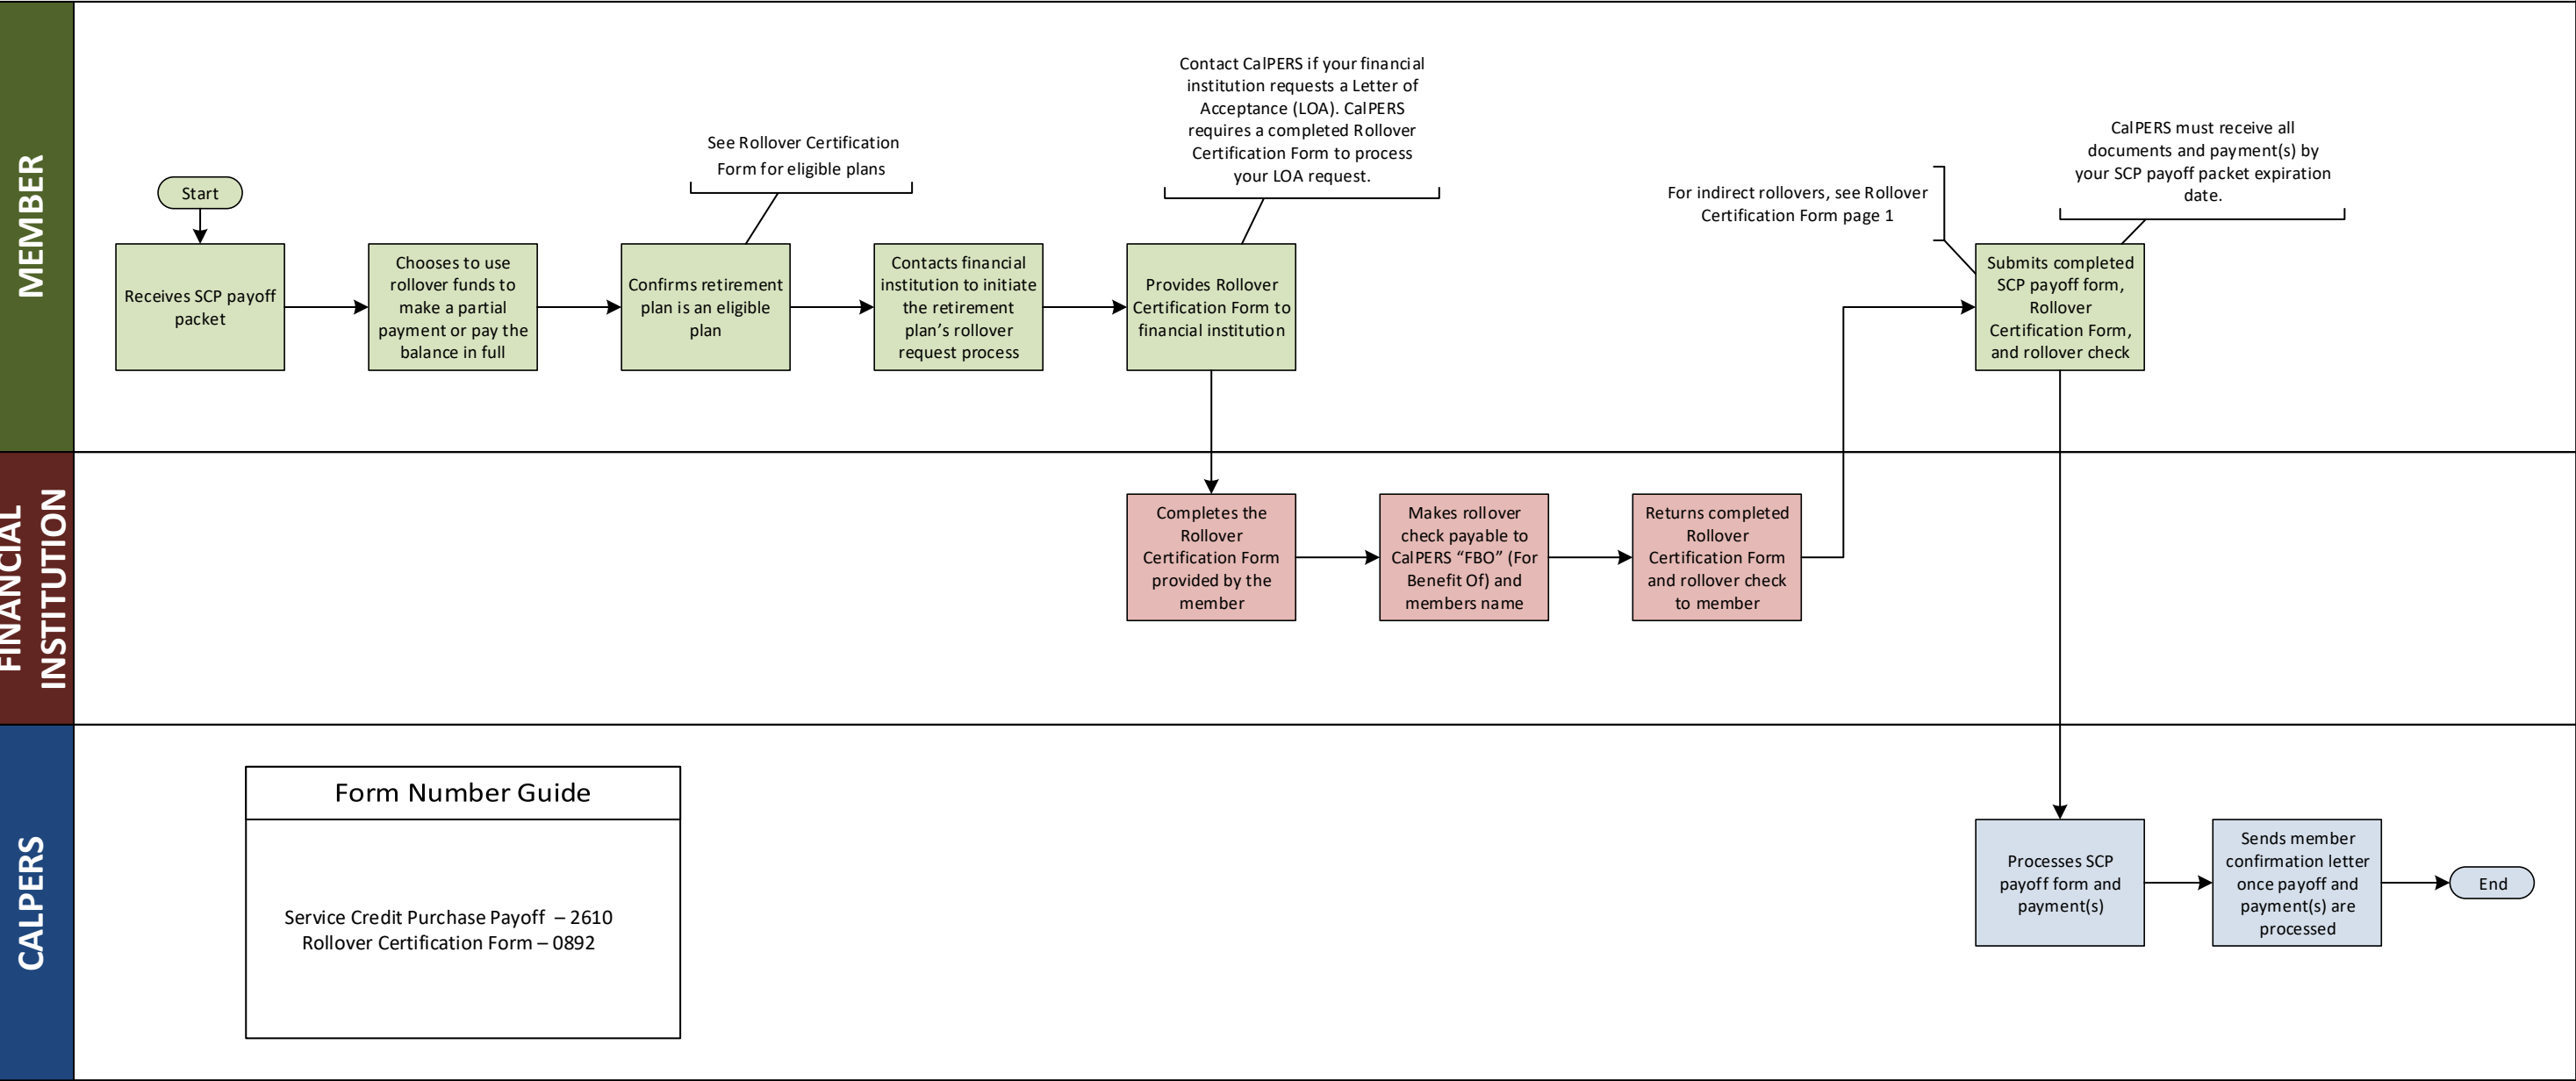 MEMBER
Start
Receives SCP payoff
packet
Chooses to use
rollover funds to
make a partial
payment or pay the
balance in full
See Rollover Certification
Form for eligible plans
Confirms retirement
plan is an eligible
plan
Contacts financial
institution to initiate
the retirement
plan’s rollover
request process
Contact CalPERS if your financial
institution requests a Letter of
Acceptance (LOA). CalPERS
requires a completed Rollover
Certification Form to process
your LOA request.
Provides Rollover
Certification Form to
financial institution
For indirect rollovers, see Rollover
Certification Form page 1
CalPERS must receive all
documents and payment(s) by
your SCP payoff packet expiration
date.
Submits completed
SCP payoff form,
Rollover
Certification Form,
and rollover check
FINANCIAL
INSTITUTION
Completes the
Rollover
Certification Form
provided by the
member
Makes rollover
check payable to
CalPERS “FBO” (For
Benefit Of) and
members name
Returns completed
Rollover
Certification Form
and rollover check
to member
CALPERS
Form Number Guide
Service Credit Purchase Payoff – 2610
Rollover Certification Form – 0892
Processes SCP
payoff form and
payment(s)
Sends member
confirmation letter
once payoff and
payment(s) are
processed
End